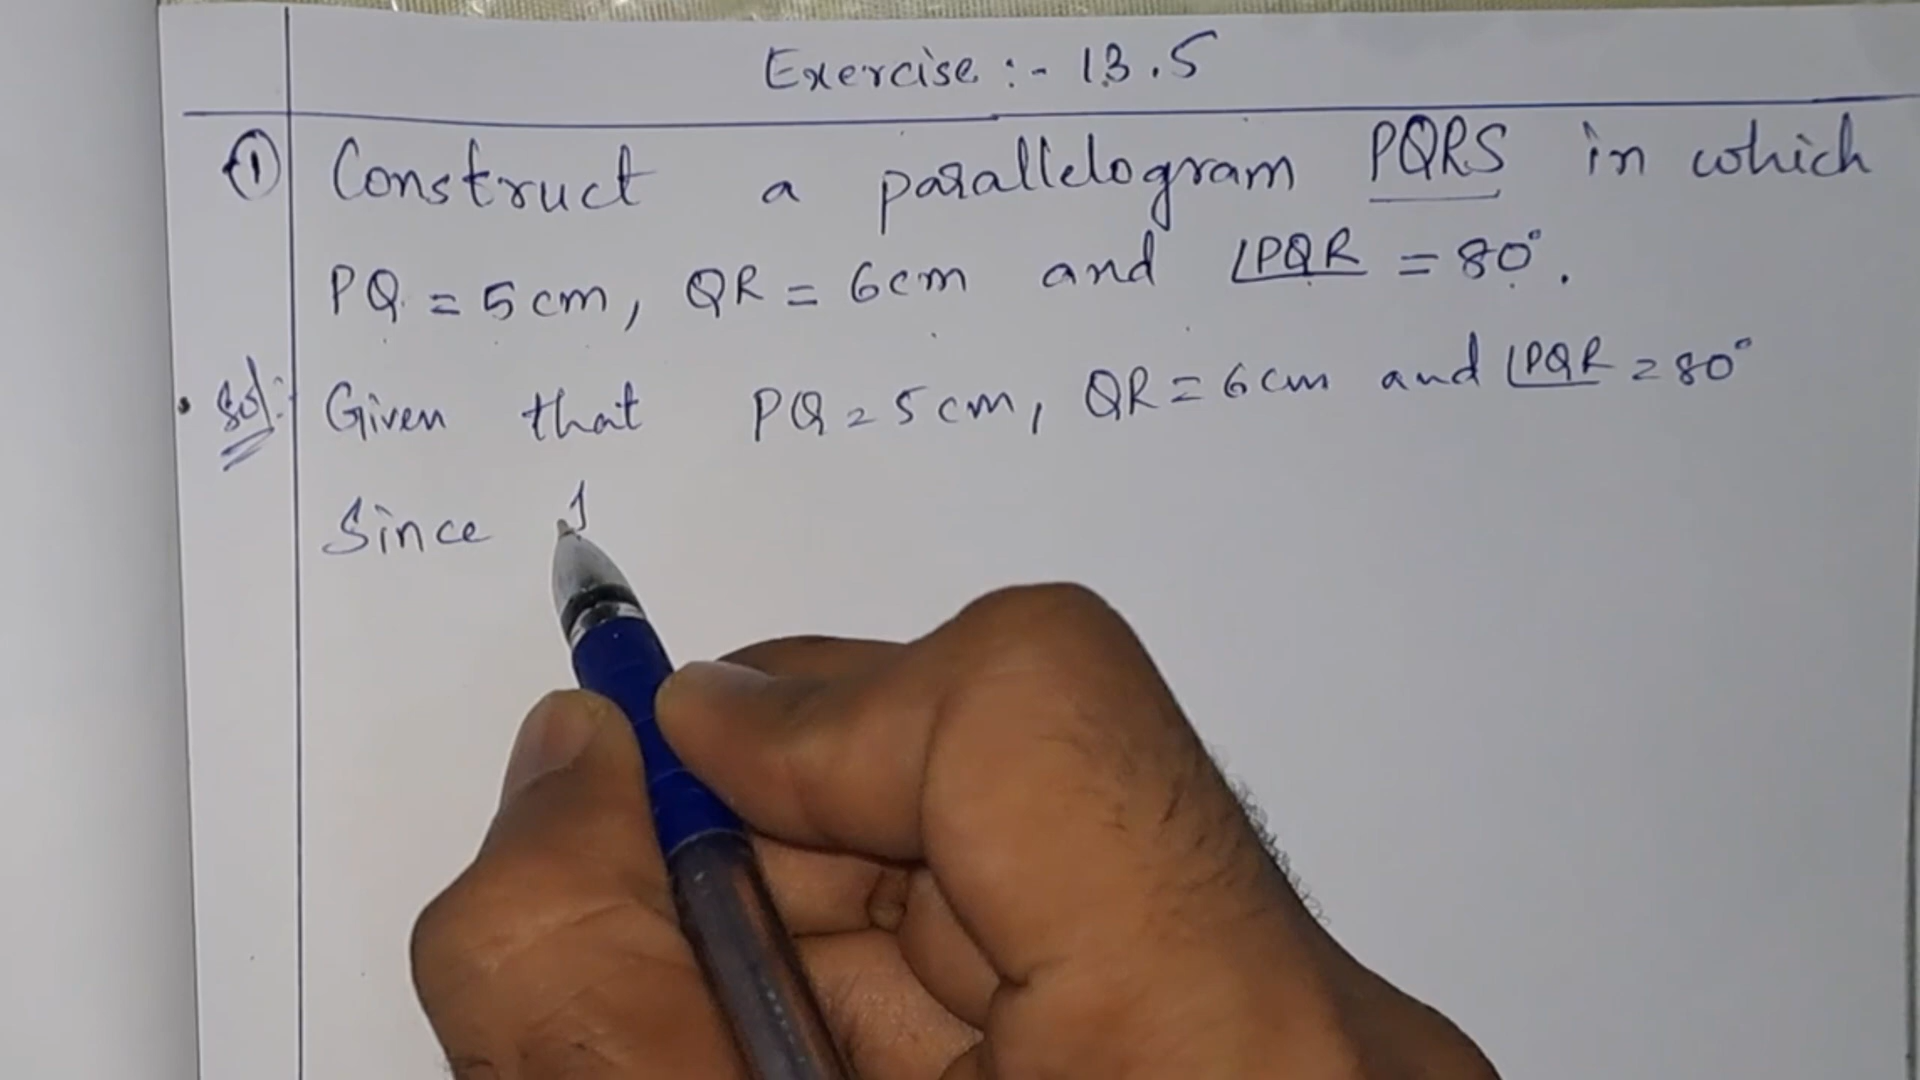 Exercise :- 13.5
① Construct a parallelogram PQRS in which
PQ = 5cm, QR = 6cm and ∠PQR = 80°.
Sol:- Given that PQ = 5cm, QR = 6cm and ∠PQR = 80°
Since